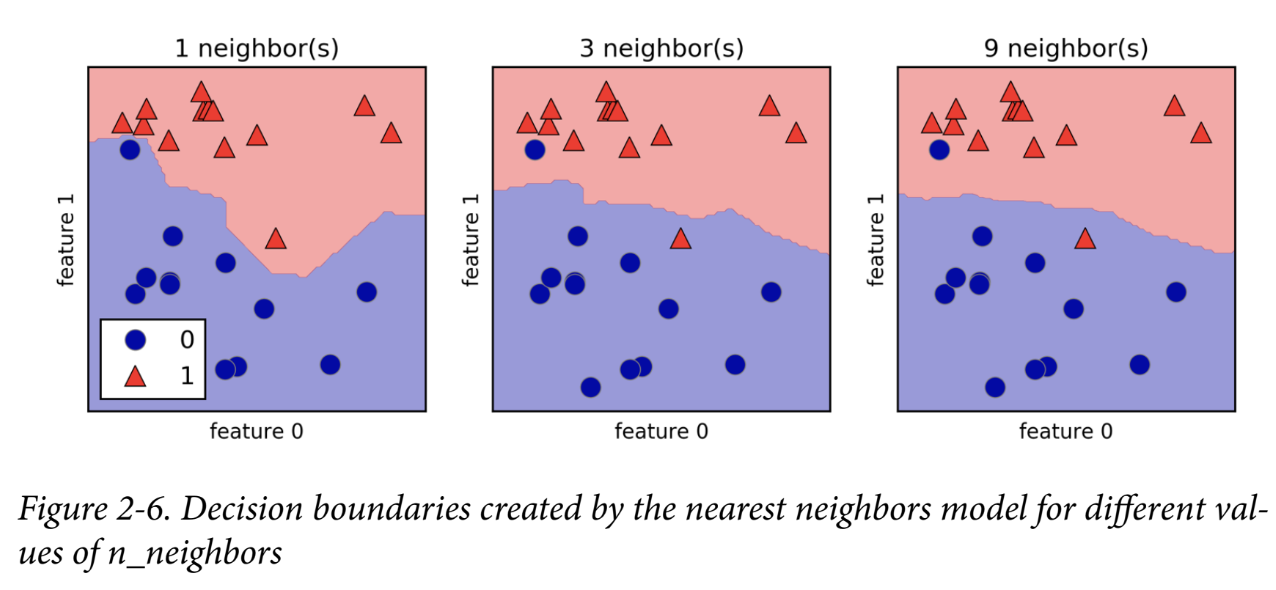 1 neighbor(s)
3 neighbor(s)
9 neighbor(s)
feature 1
feature 1
feature 1
0
1
feature 0
feature 0
feature 0
Figure 2-6. Decision boundaries created by the nearest neighbors model for different val-
ues of n_neighbors